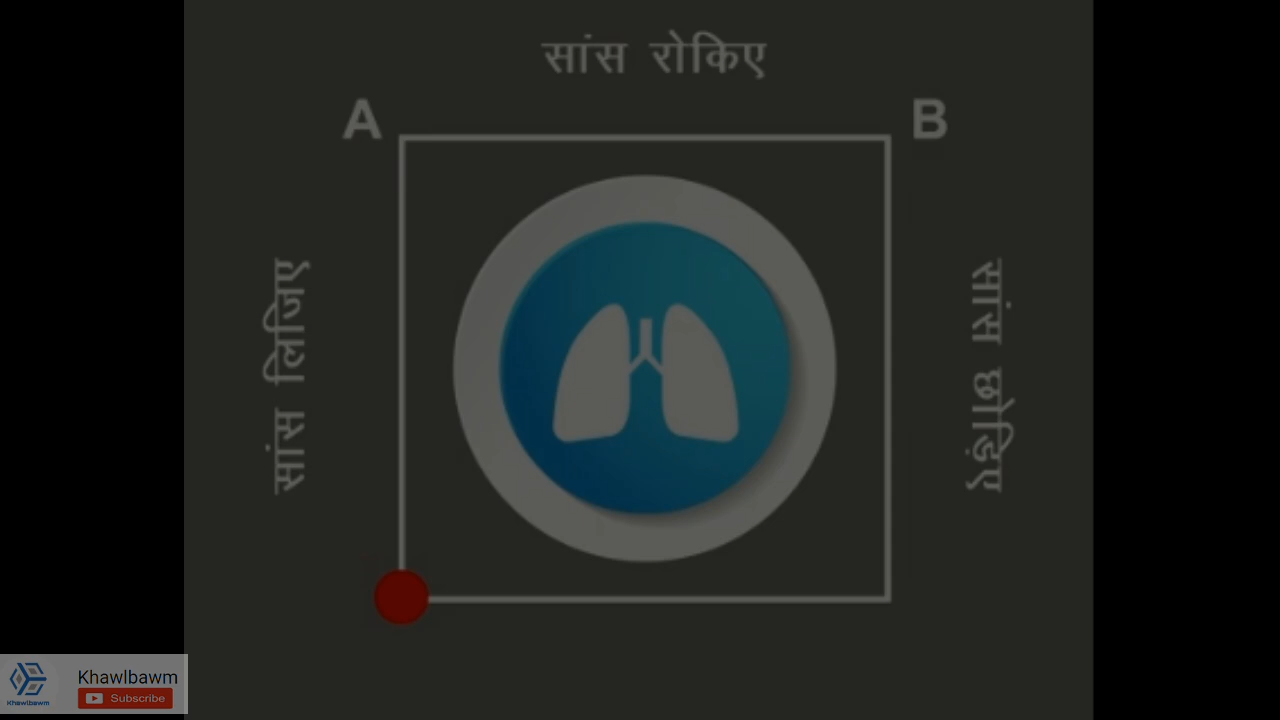 सांस रोकिए
A
B
सांस लिजिए
सांस छोड़िए
Khawlbawm
Subscribe
Khawlbawm